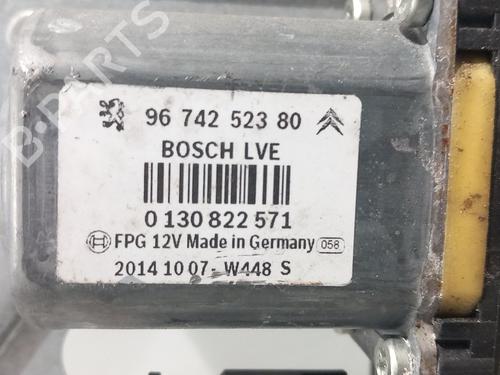 96 742 523 80
BOSCH LVE
0 130 822 571
FPG 12V Made in Germany 058
2014 10 07 - W448 S
B-PARTS